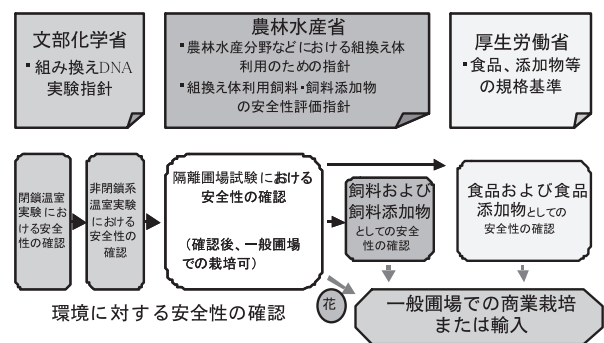 文部化学省
▪組み換えDNA
実験指針
農林水産省
▪農林水産分野などにおける組換え体
利用のための指針
▪組換え体利用飼料・飼料添加物
の安全性評価指針
厚生労働省
▪食品、添加物等
の規格基準
閉鎖温室
実験にお
ける安全
性の確認
非閉鎖系
温室実験
における
安全性の
確認
隔離圃場試験における
安全性の確認
(確認後、一般圃場
での栽培可)
飼料および
飼料添加物
としての安全
性の確認
食品および食品
添加物としての
安全性の確認
環境に対する安全性の確認
花
一般圃場での商業栽培
または輸入